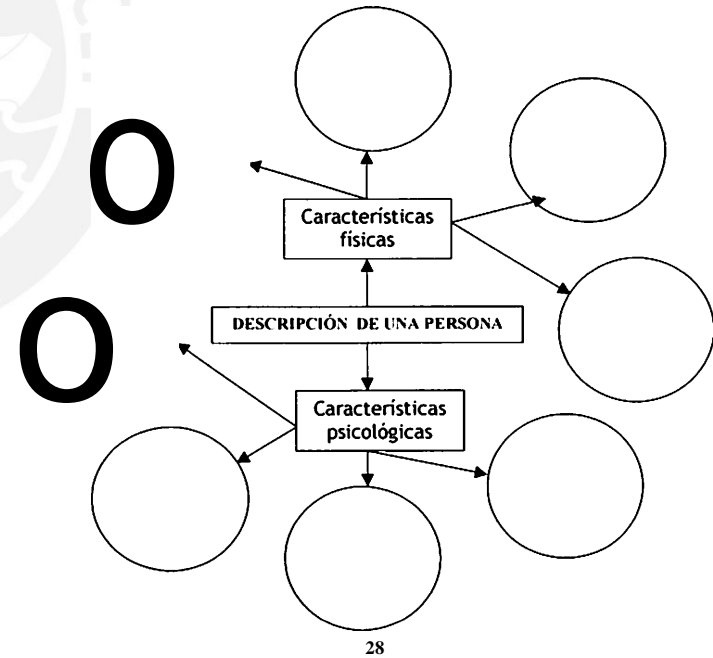 O
Características
físicas
DESCRIPCIÓN DE UNA PERSONA
O
Características
psicológicas
28